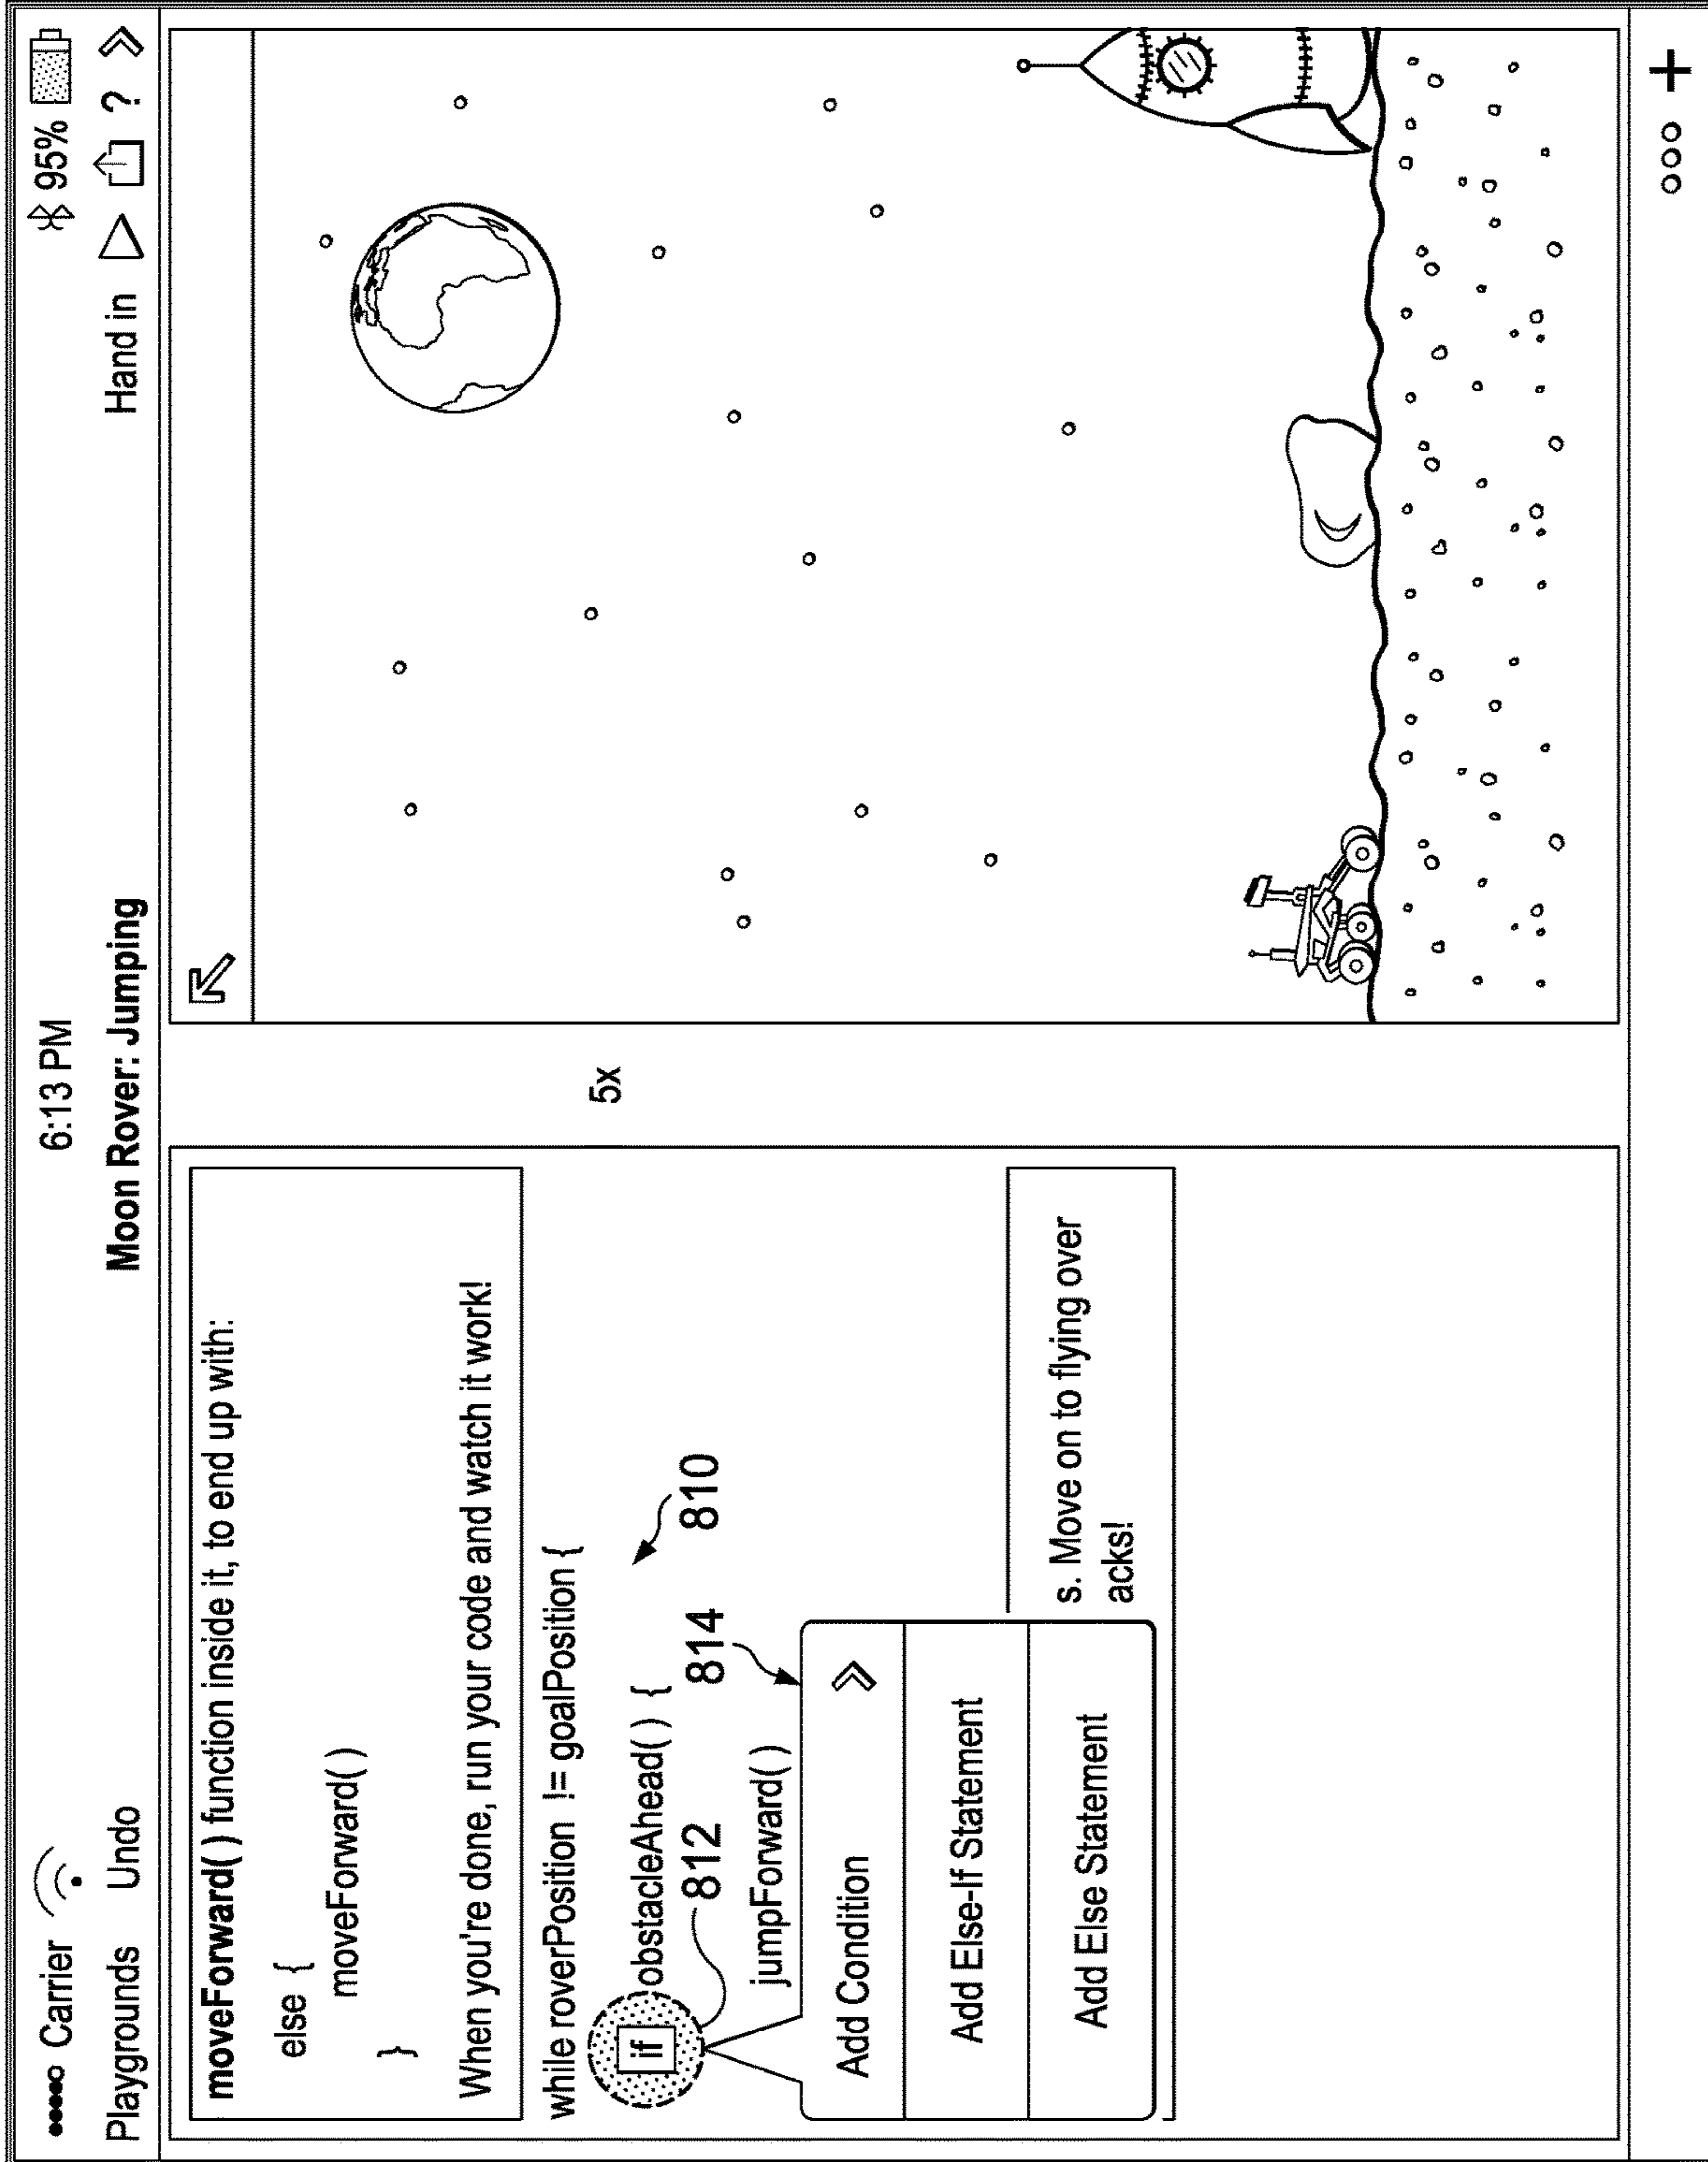 Carrier
6:13 PM
95%
Playgrounds Undo
Moon Rover: Jumping
Hand in ?
moveForward( ) function inside it, to end up with:
else {
moveForward( )
}
When you're done, run your code and watch it work!
while roverPosition != goalPosition {
if obstacleAhead( ) {
810
812
814
jumpForward( )
Add Condition
Add Else-If Statement
Add Else Statement
s. Move on to flying over
acks!
5x